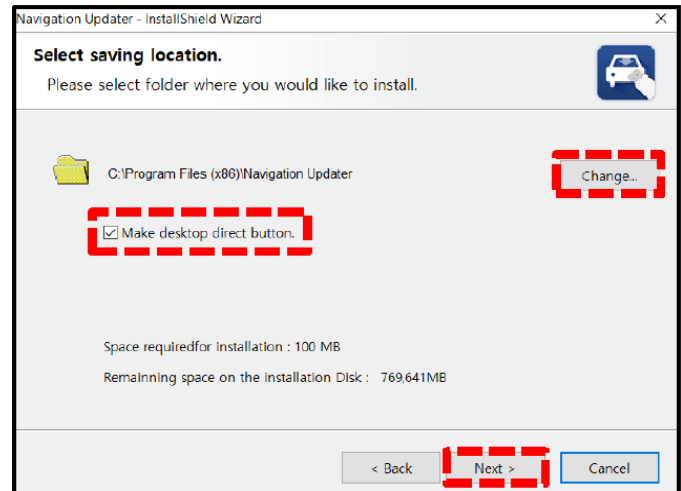 Navigation Updater - InstallShield Wizard
Select saving location.
Please select folder where you would like to install.
C:\Program Files (x86)\Navigation Updater
Change...
Make desktop direct button.
Space requiredfor installation : 100 MB
Remainning space on the Installation Disk : 769,641MB
< Back
Next >
Cancel